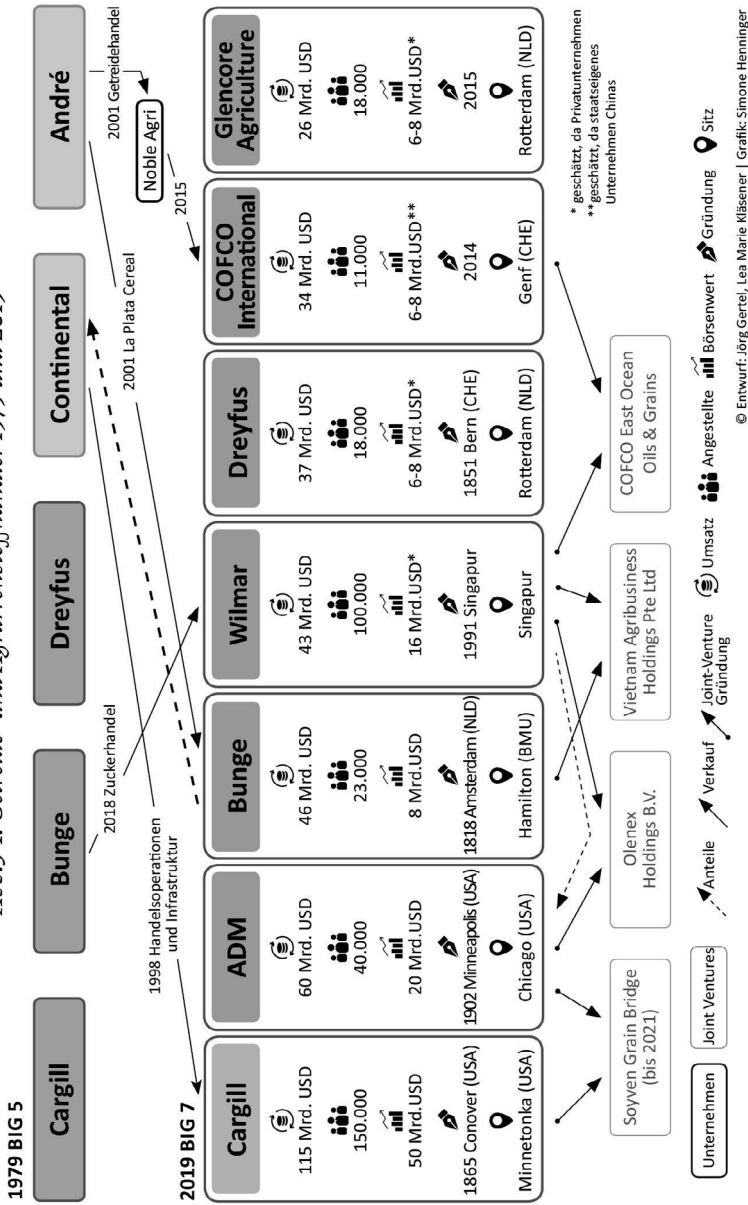 Getreide- und Agrarrohstoffhändler 1979 und 2019
1979 BIG 5
Cargill
Bunge
Dreyfus
Continental
André
2018 Zuckerhandel
1998 Handelsoperationen
und Infrastruktur
2001 La Plata Cereal
2001 Getreidehandel
Noble Agri
2015
2019 BIG 7
Cargill
115 Mrd. USD
150.000
50 Mrd.USD
1865 Conover (USA)
Minnetonka (USA)
ADM
60 Mrd. USD
40.000
20 Mrd.USD
1902 Minneapolis (USA)
Chicago (USA)
Bunge
46 Mrd. USD
23.000
8 Mrd.USD
1818 Amsterdam (NLD)
Hamilton (BMU)
Wilmar
43 Mrd. USD
100.000
16 Mrd.USD*
1991 Singapur
Singapur
Dreyfus
37 Mrd. USD
18.000
6-8 Mrd.USD*
1851 Bern (CHE)
Rotterdam (NLD)
COFCO
International
34 Mrd. USD
11.000
6-8 Mrd.USD**
2014
Genf (CHE)
Glencore
Agriculture
26 Mrd. USD
18.000
6-8 Mrd.USD*
2015
Rotterdam (NLD)
* geschätzt, da Privatunternehmen
**geschätzt, da staatseigenes
Unternehmen Chinas
Soyven Grain Bridge
(bis 2021)
Olenex
Holdings B.V.
Vietnam Agribusiness
Holdings Pte Ltd
COFCO East Ocean
Oils & Grains
Unternehmen
Joint Ventures
Anteile
Verkauf
Joint-Venture
Gründung
Umsatz
Angestellte
Börsenwert
Gründung
Sitz
© Entwurf: Jörg Gertel, Lea Marie Kläsener | Grafik: Simone Henninger